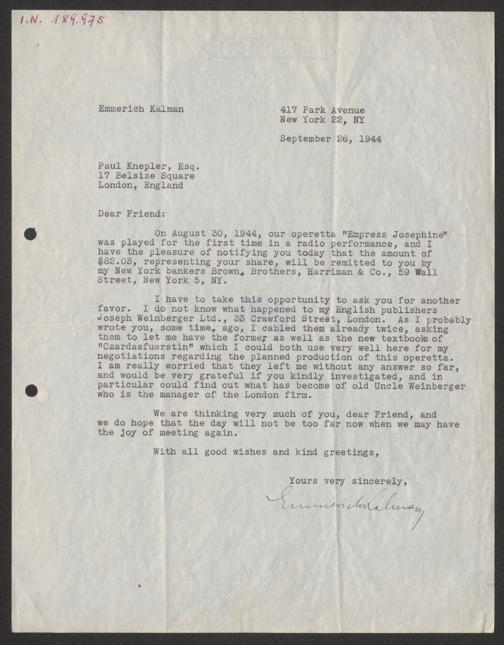 I.N. 189.975
Emmerich Kalman
417 Park Avenue
New York 22, NY
September 26, 1944
Paul Knepler, Esq.
17 Belsize Square
London, England
Dear Friend:
On August 30, 1944, our operetta "Empress Josephine"
was played for the first time in a radio performance, and I
have the pleasure of notifying you today that the amount of
$82.03, representing your share, will be remitted to you by
my New York bankers Brown, Brothers, Harriman & Co., 59 Wall
Street, New York 5, NY.
I have to take this opportunity to ask you for another
favor. I do not know what happened to my English publishers
Joseph Weinberger Ltd., 33 Crawford Street, London. As I probably
wrote you, some time, ago, I cabled them already twice, asking
them to let me have the former as well as the new textbook of
"Czardasfuerstin" which I could both use very well here for my
negotiations regarding the planned production of this operetta.
I am really worried that they left me without any answer so far,
and would be very grateful if you kindly investigated, and in
particular could find out what has become of old Uncle Weinberger
who is the manager of the London firm.
We are thinking very much of you, dear Friend, and
we do hope that the day will not be too far now when we may have
the joy of meeting again.
With all good wishes and kind greetings,
Yours very sincerely,
Emmerich Kalman